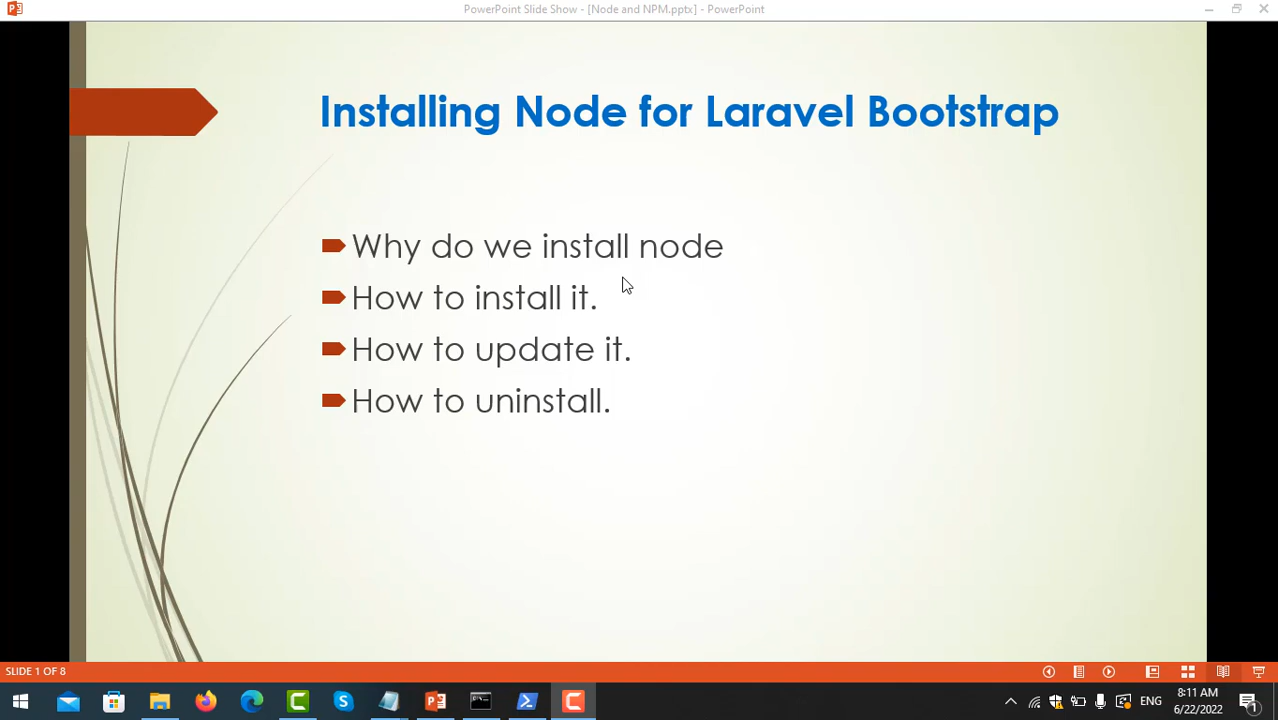 PowerPoint Slide Show - [Node and NPM.pptx] - PowerPoint
Installing Node for Laravel Bootstrap
Why do we install node
How to install it.
How to update it.
How to uninstall.
SLIDE 1 OF 8
ENG
8:11 AM
6/22/2022
1